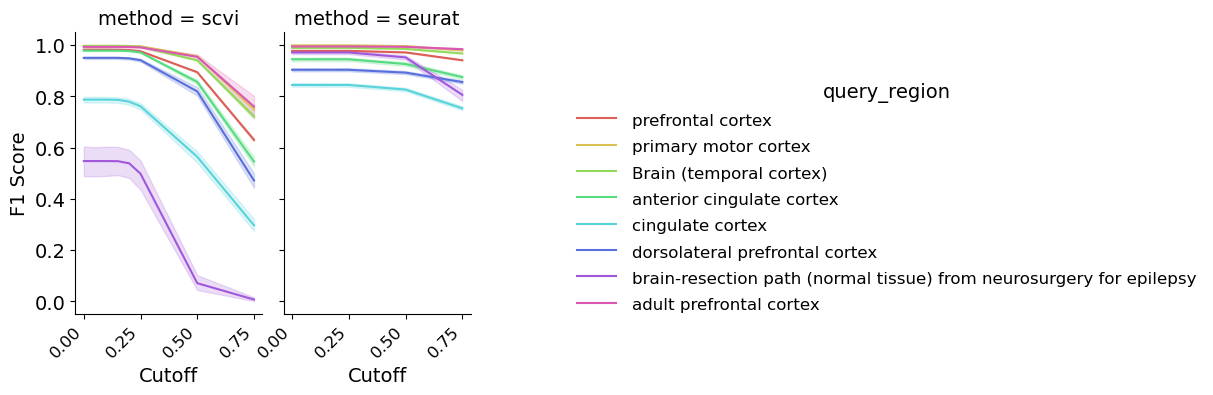 method = scvi
method = seurat
F1 Score
1.0
0.8
0.6
0.4
0.2
0.0
0.00
0.25
0.50
0.75
0.00
0.25
0.50
0.75
Cutoff
Cutoff
query_region
prefrontal cortex
primary motor cortex
Brain (temporal cortex)
anterior cingulate cortex
cingulate cortex
dorsolateral prefrontal cortex
brain-resection path (normal tissue) from neurosurgery for epilepsy
adult prefrontal cortex